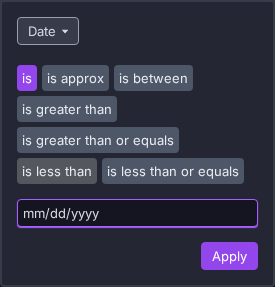 Date
is is approx is between
is greater than
is greater than or equals
is less than is less than or equals
mm/dd/yyyy
Apply